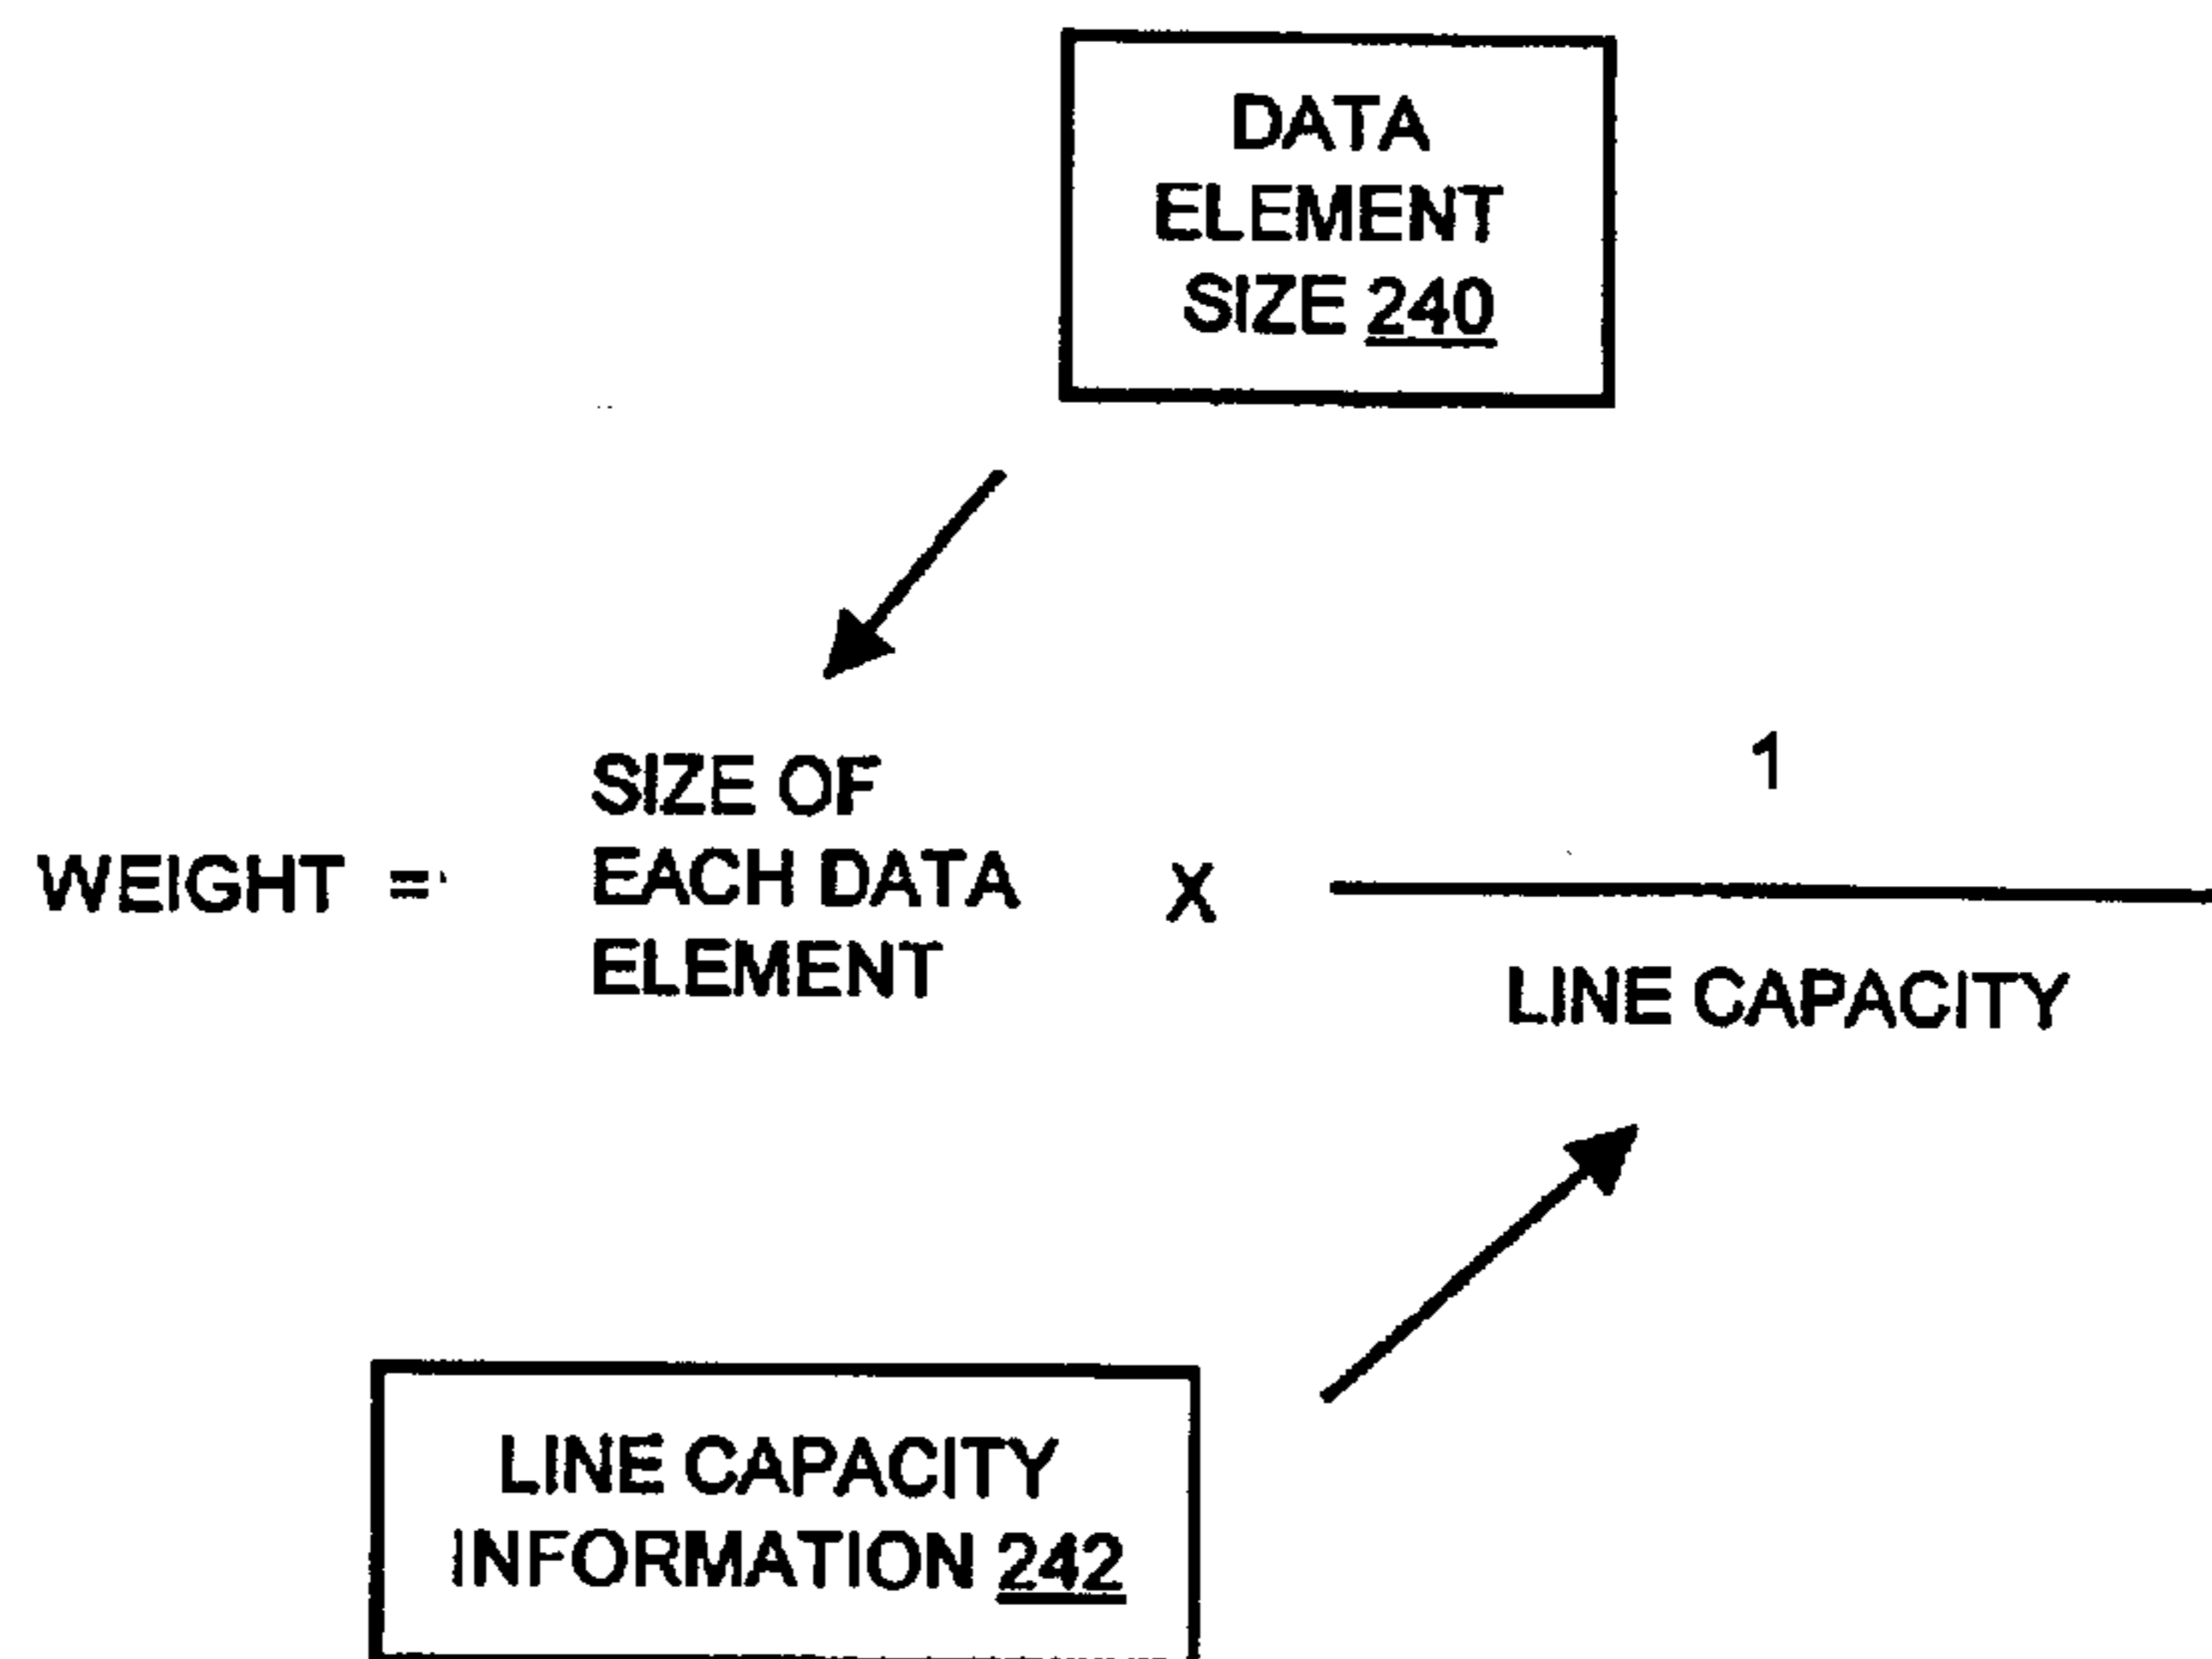 DATA
ELEMENT
SIZE 240
SIZE OF
EACH DATA
ELEMENT
WEIGHT =
X
1
LINE CAPACITY
LINE CAPACITY
INFORMATION 242